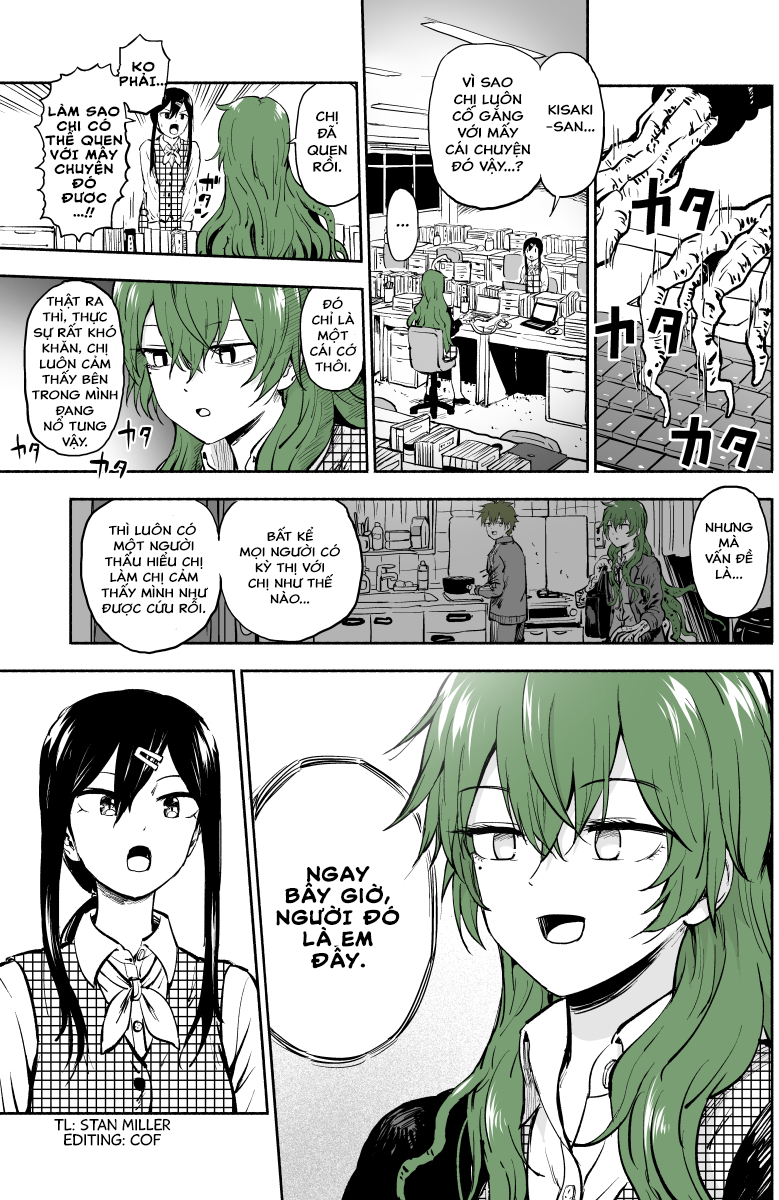 カタ
カタ
カタ
KISAKI
-SAN...
VÌ SAO
CHỊ LUÔN
CỐ GẮNG
VỚI MẤY
CÁI CHUYỆN
ĐÓ VẬY...?
...
CHỊ
ĐÃ
QUEN
RỒI.
KO
PHẢI...
LÀM SAO
CHỊ CÓ
THỂ QUEN
VỚI MẤY
CHUYỆN
ĐÓ
ĐƯỢC
...!!
ĐÓ
CHỈ LÀ
MỘT
CÁI CỚ
THÔI.
THẬT RA
THÌ, THỰC
SỰ RẤT KHÓ
KHĂN, CHỊ
LUÔN CẢM
THẤY BÊN
TRONG MÌNH
ĐANG
NỔ TUNG
VẬY.
カタ
カタ
NHƯNG
MÀ
VẤN ĐỀ
LÀ...
BẤT KỂ
MỌI NGƯỜI CÓ
KỲ THỊ VỚI
CHỊ NHƯ THẾ
NÀO...
THÌ LUÔN CÓ
MỘT NGƯỜI
THẤU HIỂU CHỊ
LÀM CHỊ CẢM
THẤY MÌNH NHƯ
ĐƯỢC CỨU RỖI.
NGAY
BÂY GIỜ,
NGƯỜI ĐÓ
LÀ EM
ĐÂY.
TL: STAN MILLER
EDITING: COF